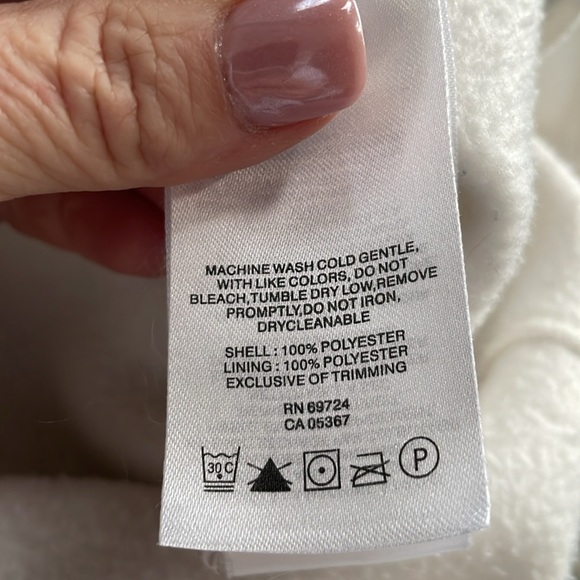 MACHINE WASH COLD GENTLE,
WITH LIKE COLORS, DO NOT
BLEACH,TUMBLE DRY LOW,REMOVE
PROMPTLY,DO NOT IRON,
DRYCLEANABLE
SHELL : 100% POLYESTER
LINING : 100% POLYESTER
EXCLUSIVE OF TRIMMING
RN 69724
CA 05367
30 C P